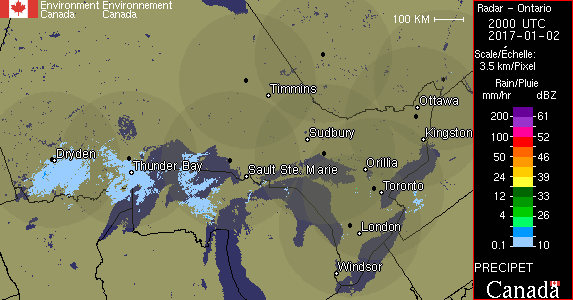 Environment Environnement
Canada Canada
100 KM
Timmins
Ottawa
Sudbury
Kingston
Dryden
Thunder Bay
Sault Ste. Marie
Orillia
Toronto
London
Windsor
Radar - Ontario
2000 UTC
2017-01-02
Scale/Échelle:
3.5 km/Pixel
Rain/Pluie
mm/hr dBZ
200 61
100 52
50 46
24 39
12 34
4 26
0.1 10
PRECIPET
Canada